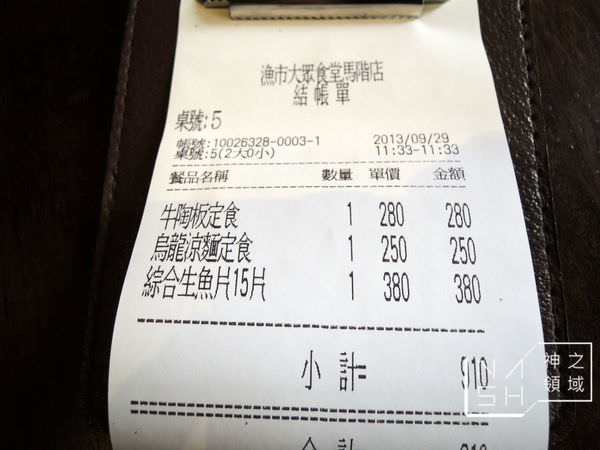 漁市大眾食堂馬階店
結帳單
桌號:5
帳號:10026328-0003-1 2013/09/29
桌號:5(2大0小) 11:33-11:33
餐品名稱 數量 單價 金額
牛陶板定食 1 280 280
烏龍涼麵定食 1 250 250
綜合生魚片15片 1 380 380
小計= 910
NASH 神之領域